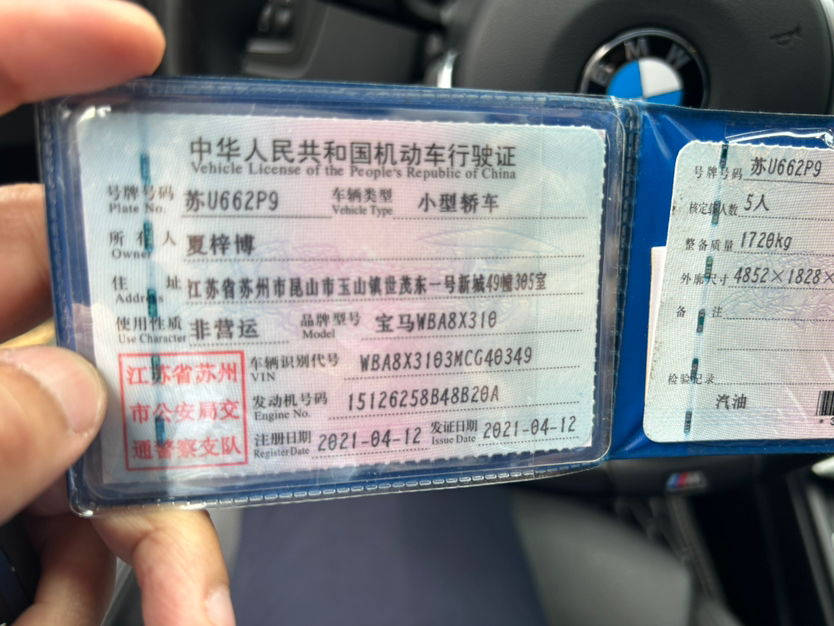 中华人民共和国机动车行驶证
Vehicle License of the People's Republic of China
号牌号码 苏U662P9 车辆类型 小型轿车
Plate No. Vehicle Type
所有人 夏梓博
Owner
住址 江苏省苏州市昆山市玉山镇世茂东一号新城49幢305室
Address
使用性质 非营运 品牌型号 宝马WBA8X310
Use Character Model
江苏省苏州
市公安局交
通警察支队
车辆识别代号 WBA8X3103MCG40349
VIN
发动机号码 15126258B48B20A
Engine No.
注册日期 2021-04-12 发证日期 2021-04-12
Register Date Issue Date
号牌号码 苏U662P9
核定载人数 5人
整备质量 1720kg
外廓尺寸 4852×1828×
备注
检验记录
汽油
BMW